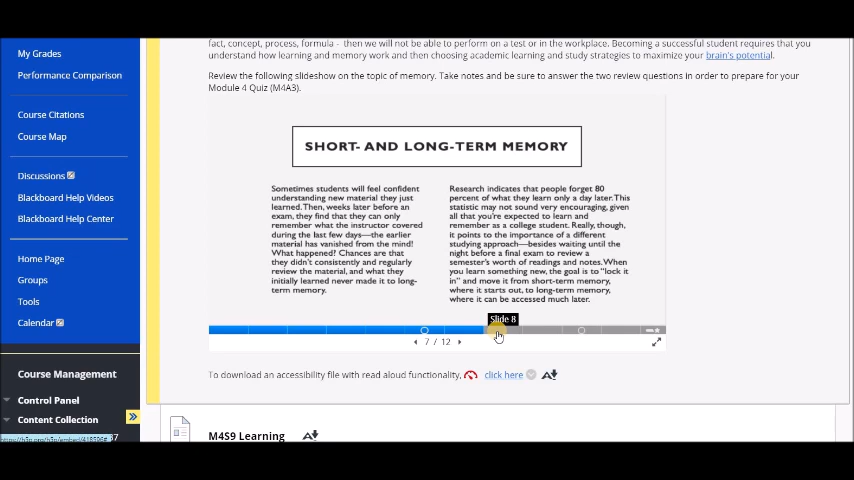 My Grades
Performance Comparison
Course Citations
Course Map
Discussions
Blackboard Help Videos
Blackboard Help Center
Home Page
Groups
Tools
Calendar
Course Management
Control Panel
Content Collection
fact, concept, process, formula - then we will not be able to perform on a test or in the workplace. Becoming a successful student requires that you
understand how learning and memory work and then choosing academic learning and study strategies to maximize your brain's potential.
Review the following slideshow on the topic of memory. Take notes and be sure to answer the two review questions in order to prepare for your
Module 4 Quiz (M4A3).
SHORT- AND LONG-TERM MEMORY
Sometimes students will feel confident
understanding new material they just
learned. Then, weeks later before an
exam, they find that they can only
remember what the instructor covered
during the last few days—the earlier
material has vanished from the mind!
What happened? Chances are that
they didn't consistently and regularly
review the material, and what they
initially learned never made it to long-
term memory.
Research indicates that people forget 80
percent of what they learn only a day later. This
statistic may not sound very encouraging, given
all that you're expected to learn and
remember as a college student. Really, though,
it points to the importance of a different
studying approach—besides waiting until the
night before a final exam to review a
semester's worth of readings and notes. When
you learn something new, the goal is to "lock it
in" and move it from short-term memory,
where it starts out, to long-term memory,
where it can be accessed much later.
Slide 8
7 / 12
To download an accessibility file with read aloud functionality, click here
M4S9 Learning